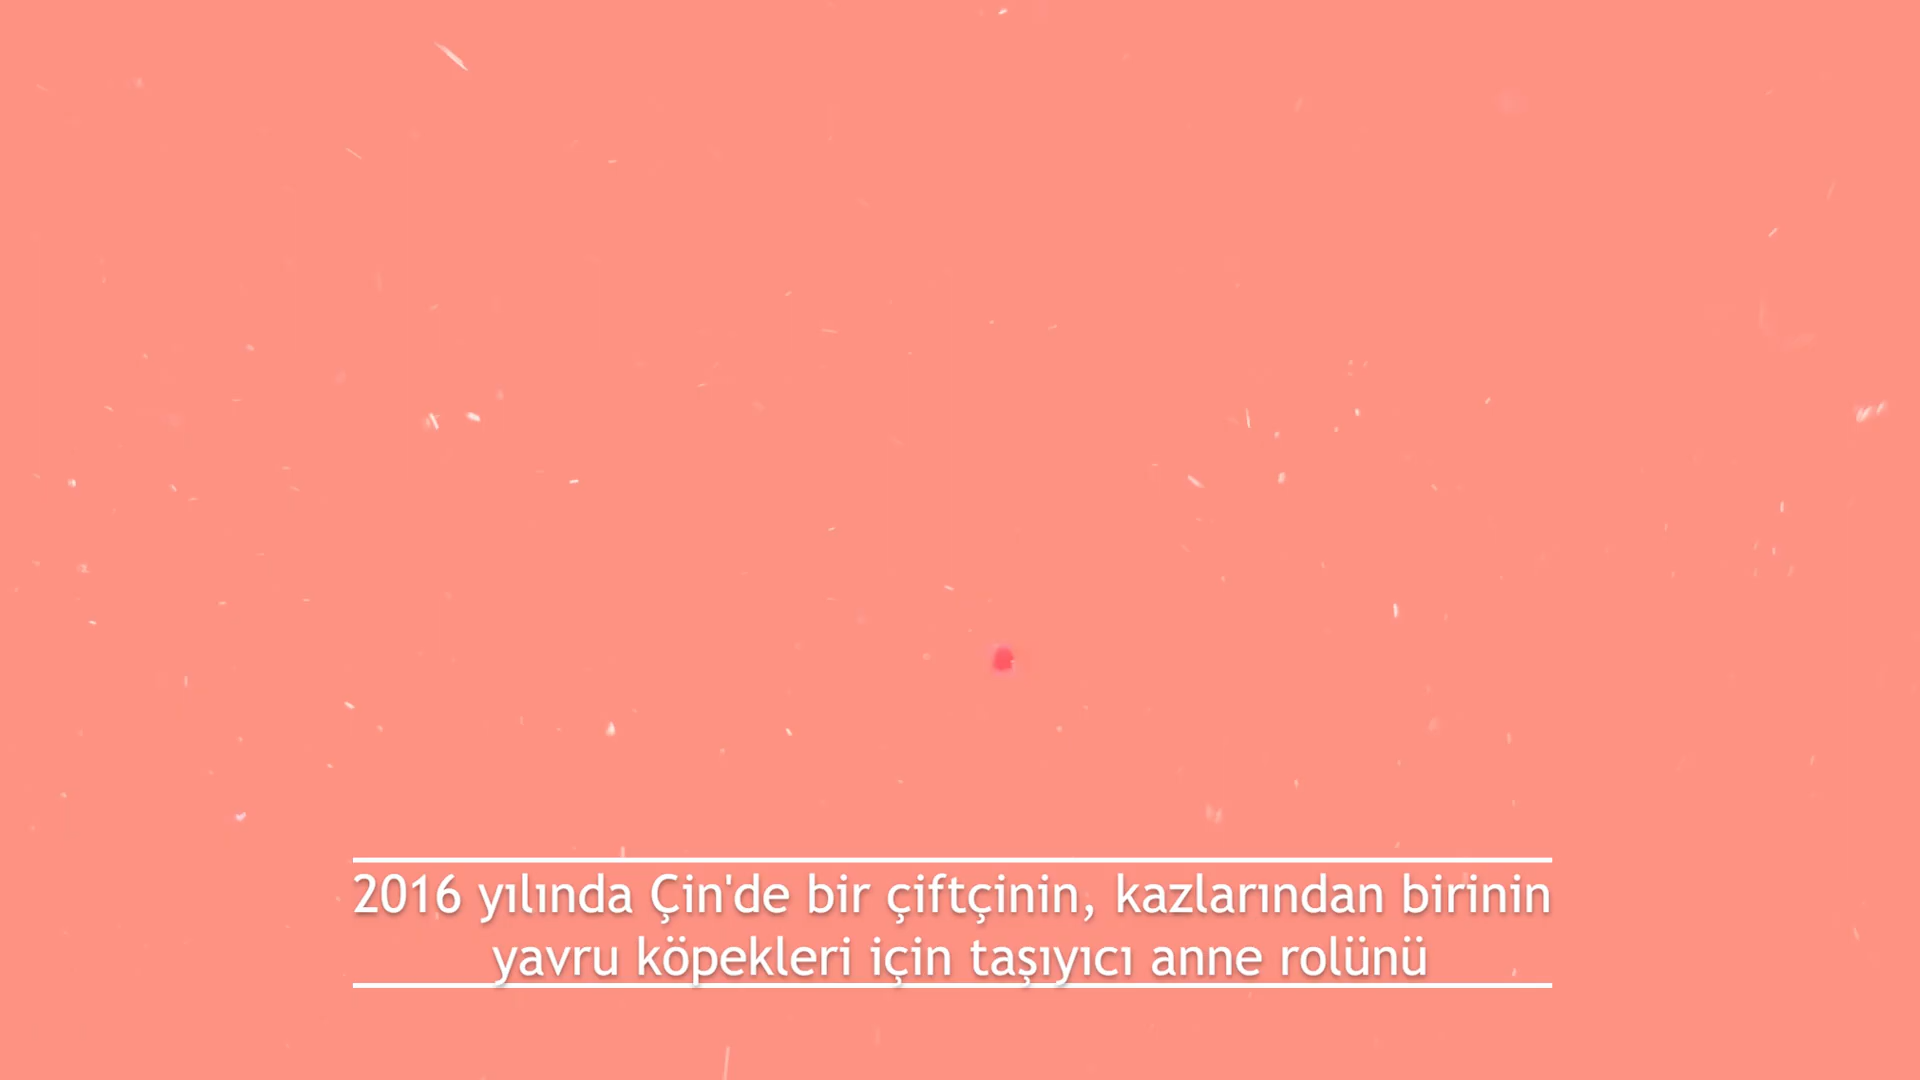 2016 yılında Çin'de bir çiftçinin, kazlarından birinin
yavru köpekleri için taşıyıcı anne rolünü